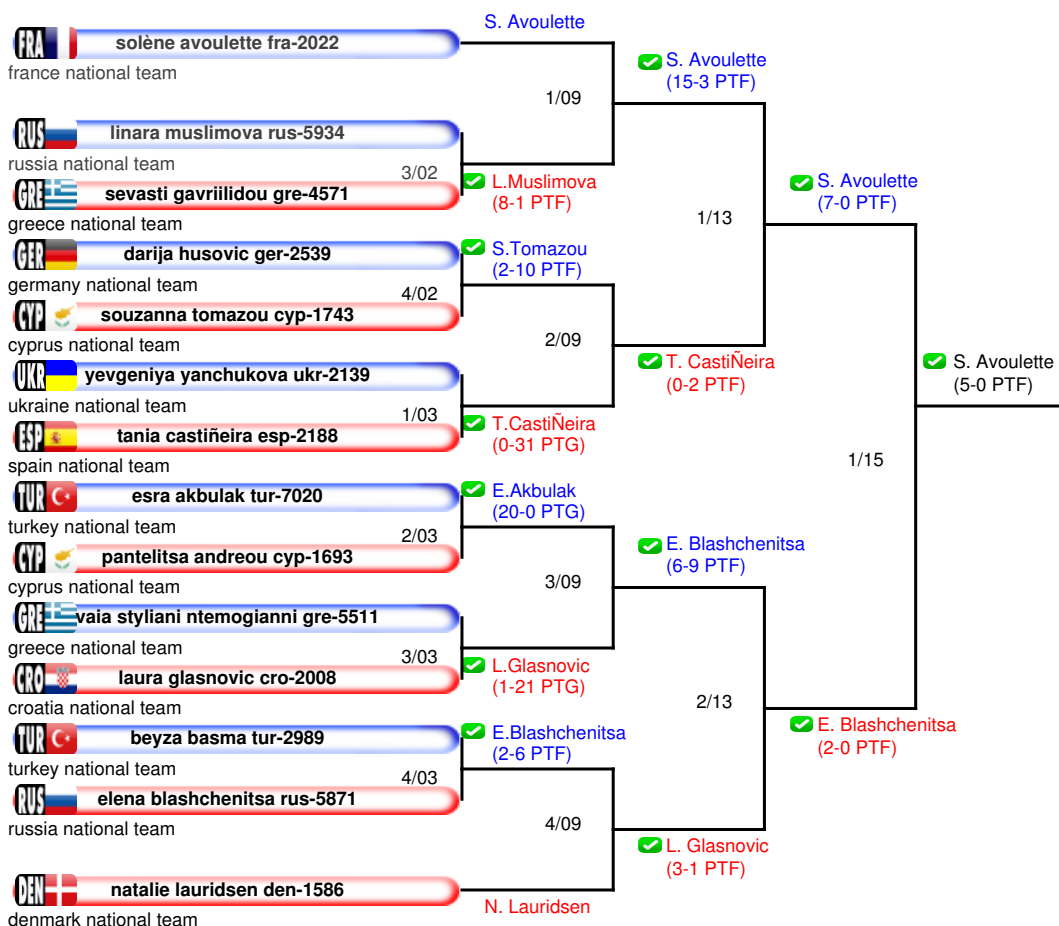 S. Avoulette
FRA solène avoulette fra-2022
france national team
S. Avoulette
(15-3 PTF)
1/09
RUS linara muslimova rus-5934
russia national team
3/02
L.Muslimova
(8-1 PTF)
GRE sevasti gavriilidou gre-4571
greece national team
S. Avoulette
(7-0 PTF)
1/13
GER darija husovic ger-2539
germany national team
S.Tomazou
(2-10 PTF)
4/02
CYP souzanna tomazou cyp-1743
cyprus national team
2/09
T. CastiÑeira
(0-2 PTF)
S. Avoulette
(5-0 PTF)
UKR yevgeniya yanchukova ukr-2139
ukraine national team
1/03
T.CastiÑeira
(0-31 PTG)
ESP tania castiñeira esp-2188
spain national team
1/15
TUR esra akbulak tur-7020
turkey national team
E.Akbulak
(20-0 PTG)
2/03
CYP pantelitsa andreou cyp-1693
cyprus national team
E. Blashchenitsa
(6-9 PTF)
3/09
GRE vaia styliani ntemogianni gre-5511
greece national team
3/03
L.Glasnovic
(1-21 PTG)
CRO laura glasnovic cro-2008
croatia national team
2/13
E. Blashchenitsa
(2-0 PTF)
TUR beyza basma tur-2989
turkey national team
E.Blashchenitsa
(2-6 PTF)
4/03
RUS elena blashchenitsa rus-5871
russia national team
4/09
L. Glasnovic
(3-1 PTF)
DEN natalie lauridsen den-1586
denmark national team
N. Lauridsen